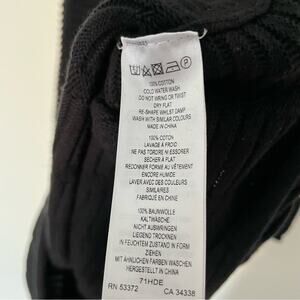 100% COTTON
COLD WATER WASH
DO NOT WRING OR TWIST
DRY FLAT
RE-SHAPE WHILST DAMP
WASH WITH SIMILAR COLOURS
MADE IN CHINA
100% COTON
LAVAGE À FROID
NE PAS TORDRE NI ESSORER
SÉCHER À PLAT
REDONNER FORME AU VÊTEMENT
ENCORE HUMIDE
LAVER AVEC DES COULEURS
SIMILAIRES
FABRIQUÉ EN CHINE
100% BAUMWOLLE
KALTWÄSCHE
NICHT AUSWRINGEN
LIEGEND TROCKNEN
IN FEUCHTEM ZUSTAND IN FORM
ZIEHEN
MIT ÄHNLICHEN FARBEN WASCHEN
HERGESTELLT IN CHINA
71HDE
RN 53372 CA 34338